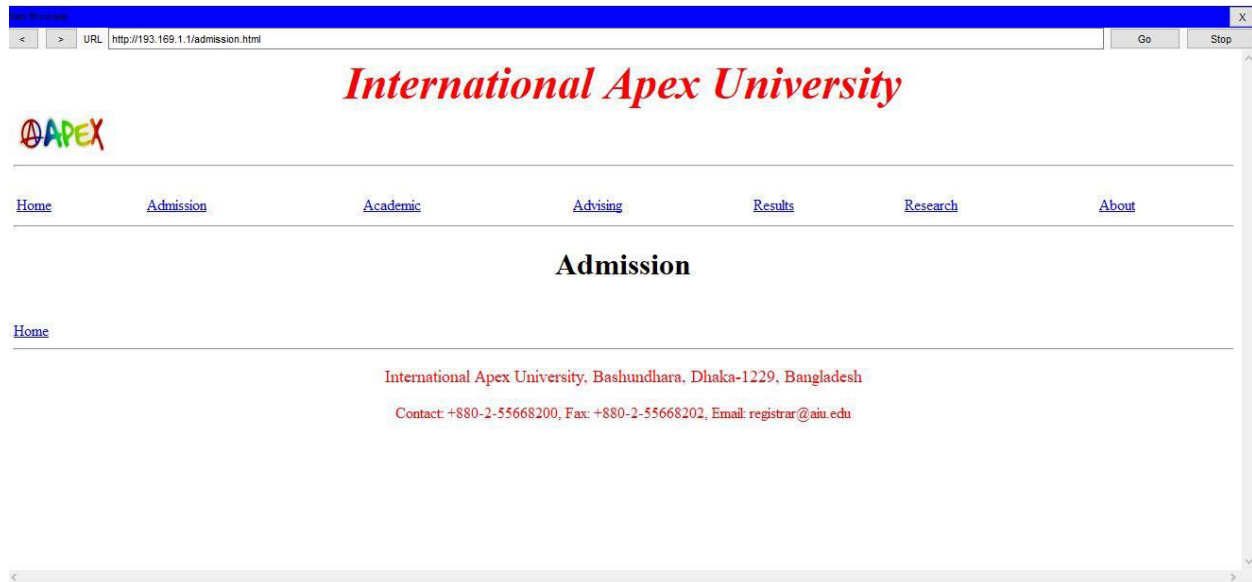 Web Browser X
< > URL http://193.169.1.1/admission.html Go Stop
International Apex University
APEX
Home Admission Academic Advising Results Research About
Admission
Home
International Apex University, Bashundhara, Dhaka-1229, Bangladesh
Contact: +880-2-55668200, Fax: +880-2-55668202, Email: registrar@aiu.edu